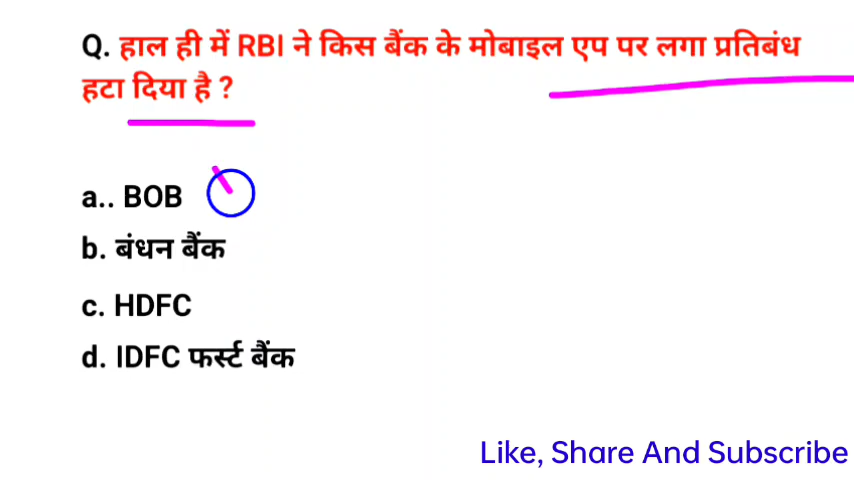 Q. हाल ही में RBI ने किस बैंक के मोबाइल एप पर लगा प्रतिबंध
हटा दिया है ?
a.. BOB
b. बंधन बैंक
c. HDFC
d. IDFC फर्स्ट बैंक
Like, Share And Subscribe